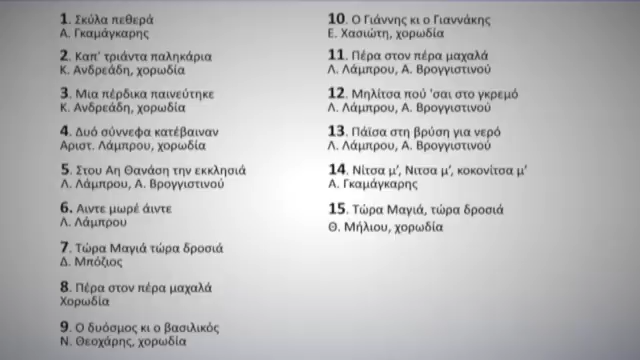 1. Σκύλα πεθερά
Α. Γκαμάγκαρης
2. Καπ' τριάντα παληκάρια
Κ. Ανδρεάδη, χορωδία
3. Μια πέρδικα παινεύτηκε
Κ. Ανδρεάδη, χορωδία
4. Δυό σύννεφα κατέβαιναν
Αριστ. Λάμπρου, χορωδία
5. Στου Αη Θανάση την εκκλησιά
Λ. Λάμπρου, Α. Βρογγιστινού
6. Αιντε μωρέ άιντε
Λ. Λάμπρου
7. Τώρα Μαγιά τώρα δροσιά
Δ. Μπόζιος
8. Πέρα στον πέρα μαχαλά
Χορωδία
9. Ο δυόσμος κι ο βασιλικός
Ν. Θεοχάρης, χορωδία
10. Ο Γιάννης κι ο Γιαννάκης
Ε. Χασιώτη, χορωδία
11. Πέρα στον πέρα μαχαλά
Λ. Λάμπρου, Α. Βρογγιστινού
12. Μηλίτσα πού 'σαι στο γκρεμό
Λ. Λάμπρου, Α. Βρογγιστινού
13. Πάϊσα στη βρύση για νερό
Λ. Λάμπρου, Α. Βρογγιστινού
14. Νίτσα μ', Νιτσα μ', κοκονίτσα μ'
Α. Γκαμάγκαρης
15. Τώρα Μαγιά, τώρα δροσιά
Θ. Μήλιου, χορωδία